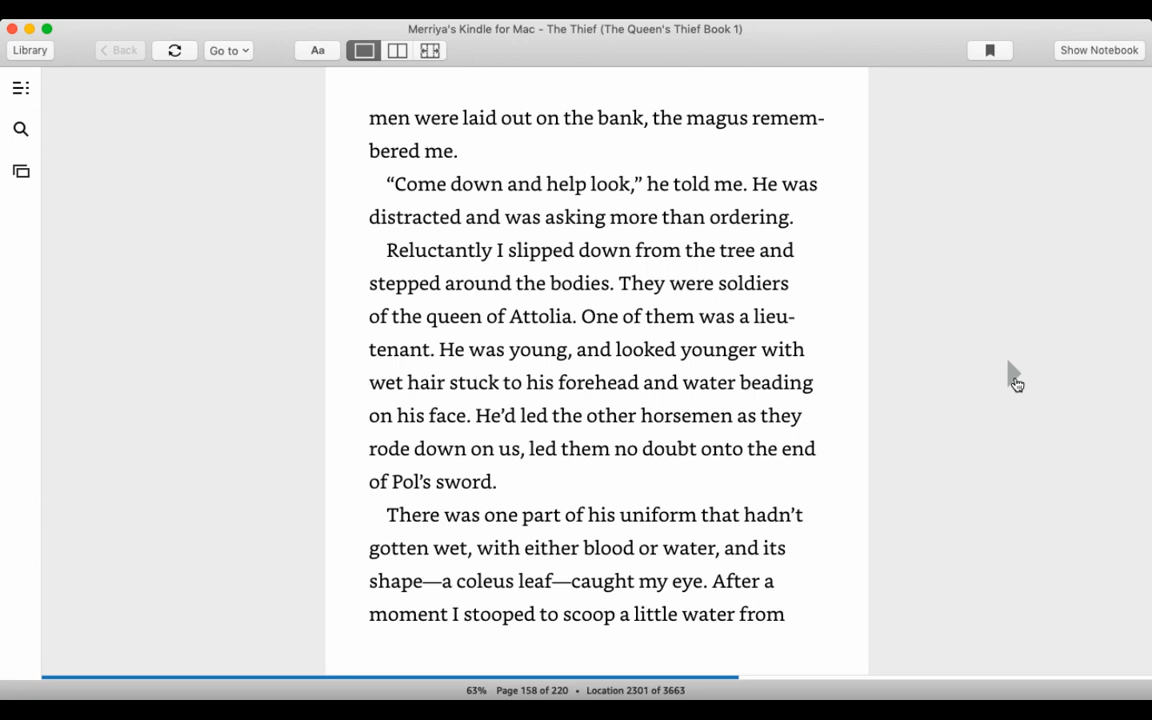 Merriya's Kindle for Mac - The Thief (The Queen's Thief Book 1)
Library
Back
Go to
Aa
Show Notebook
men were laid out on the bank, the magus remem-
bered me.
“Come down and help look,” he told me. He was
distracted and was asking more than ordering.
Reluctantly I slipped down from the tree and
stepped around the bodies. They were soldiers
of the queen of Attolia. One of them was a lieu-
tenant. He was young, and looked younger with
wet hair stuck to his forehead and water beading
on his face. He’d led the other horsemen as they
rode down on us, led them no doubt onto the end
of Pol’s sword.
There was one part of his uniform that hadn’t
gotten wet, with either blood or water, and its
shape—a coleus leaf—caught my eye. After a
moment I stooped to scoop a little water from
63% Page 158 of 220 • Location 2301 of 3663